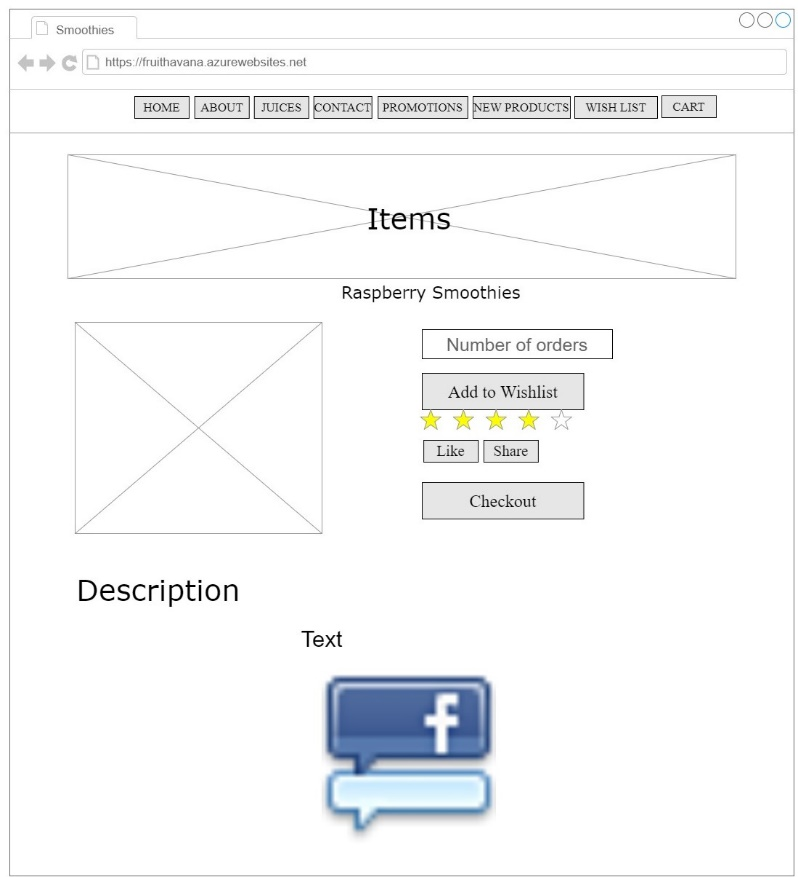 Smoothies
https://fruithavana.azurewebsites.net
HOME ABOUT JUICES CONTACT PROMOTIONS NEW PRODUCTS WISH LIST CART
Items
Raspberry Smoothies
Number of orders
Add to Wishlist
Like Share
Checkout
Description
Text
f